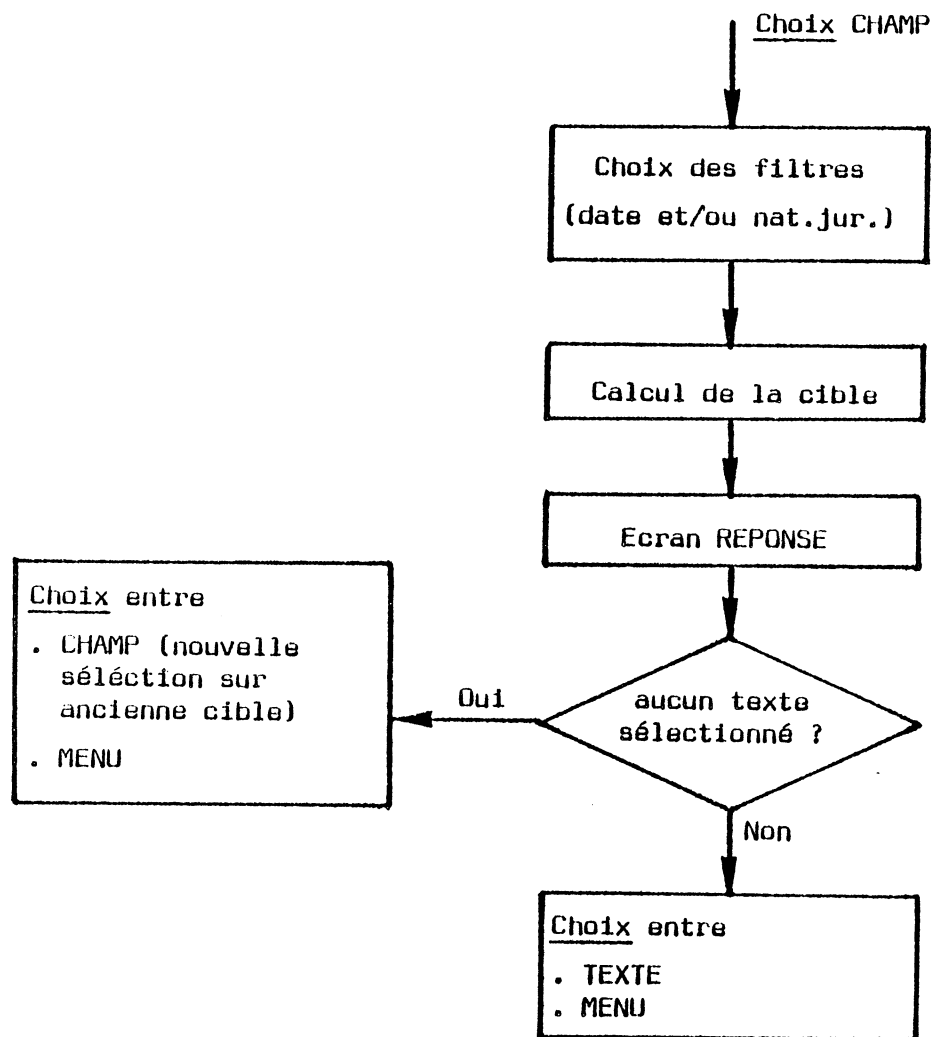 Choix CHAMP
Choix des filtres
(date et/ou nat.jur.)
Calcul de la cible
Ecran REPONSE
aucun texte
sélectionné ?
Oui
Choix entre
. CHAMP (nouvelle
séléction sur
ancienne cible)
. MENU
Non
Choix entre
. TEXTE
. MENU